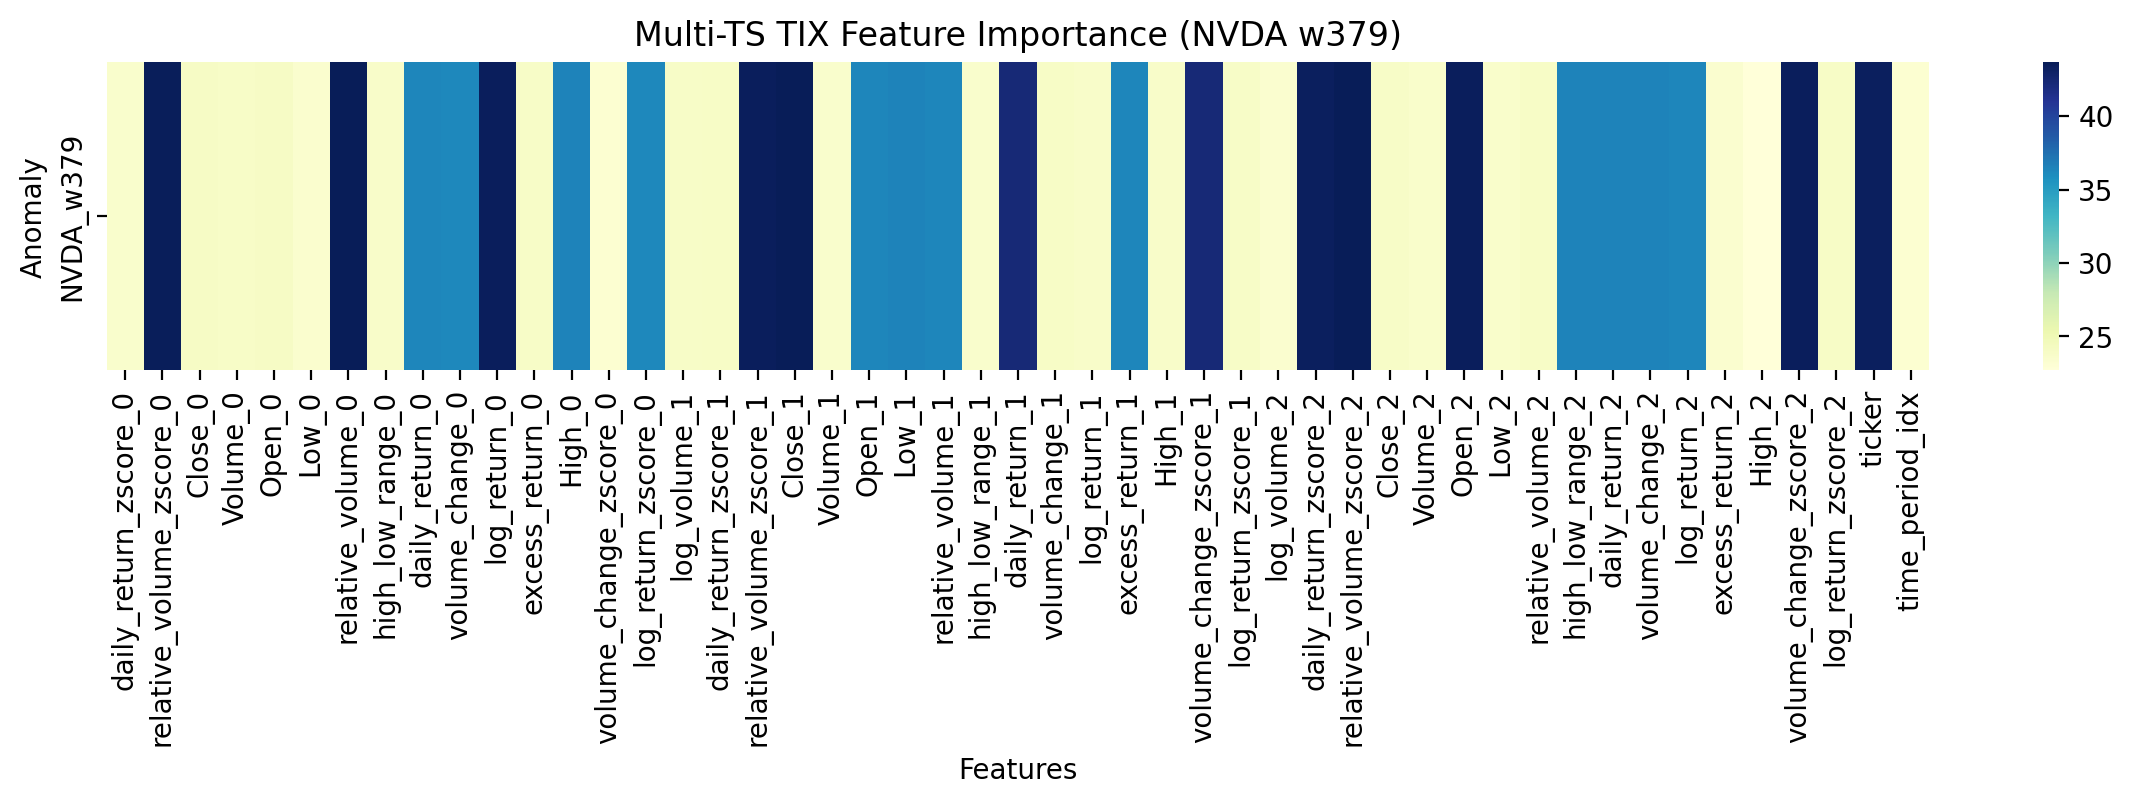 Multi-TS TIX Feature Importance (NVDA w379)
Anomaly
NVDA_w379
40
35
30
25
daily_return_zscore_0
relative_volume_zscore_0
Close_0
Volume_0
Open_0
Low_0
relative_volume_0
high_low_range_0
daily_return_0
volume_change_0
log_return_0
excess_return_0
High_0
volume_change_zscore_0
log_return_zscore_0
log_volume_1
daily_return_zscore_1
relative_volume_zscore_1
Close_1
Volume_1
Open_1
Low_1
relative_volume_1
high_low_range_1
daily_return_1
volume_change_1
log_return_1
excess_return_1
High_1
volume_change_zscore_1
log_return_zscore_1
log_volume_2
daily_return_zscore_2
relative_volume_zscore_2
Close_2
Volume_2
Open_2
Low_2
relative_volume_2
high_low_range_2
daily_return_2
volume_change_2
log_return_2
excess_return_2
High_2
volume_change_zscore_2
log_return_zscore_2
ticker
time_period_idx
Features